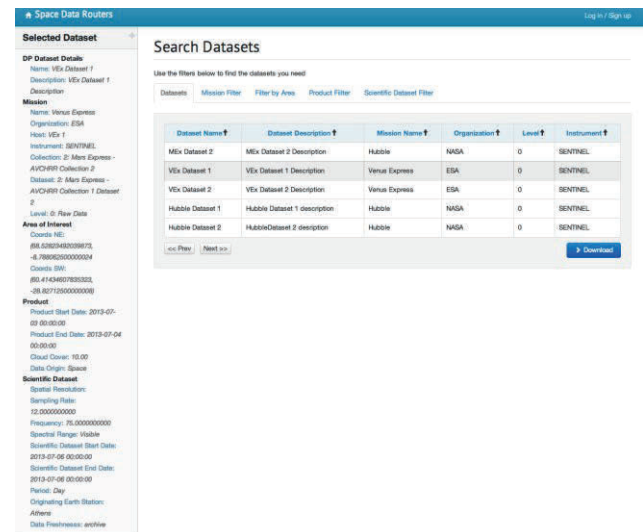 Space Data Routers
Log in / Sign up
Selected Dataset
DP Dataset Details
Name: VEx Dataset 1
Description: VEx Dataset 1
Description
Mission
Name: Venus Express
Organization: ESA
Host: VEx 1
Instrument: SENTINEL
Collection: 2: Mars Express -
AVCHRR Collection 2
Dataset: 2: Mars Express -
AVCHRR Collection 1 Dataset
2
Level: 0: Raw Data
Area of Interest
Coords NE:
Coords SW:
Product
Product Start Date: 2013-07-
03 00:00:00
Product End Date: 2013-07-04
00:00:00
Cloud Cover: 10.00
Data Origin: Space
Scientific Dataset
Spatial Resolution:
Sampling Rate:
12.0000000000
Frequency: 75.0000000000
Spectral Range: Visible
Scientific Dataset Start Date:
2013-07-06 00:00:00
Scientific Dataset End Date:
2013-07-06 00:00:00
Period: Day
Originating Earth Station:
Athens
Data Freshness: archive
Search Datasets
Use the filters below to find the datasets you need
Datasets Mission Filter Filter by Area Product Filter Scientific Dataset Filter
Dataset Name Dataset Description Mission Name Organization Level Instrument
MEx Dataset 2 MEx Dataset 2 Description Hubble NASA 0 SENTINEL
VEx Dataset 1 VEx Dataset 1 Description Venus Express ESA 0 SENTINEL
VEx Dataset 2 VEx Dataset 2 Description Venus Express ESA 0 SENTINEL
Hubble Dataset 1 Hubble Dataset 1 description Hubble NASA 0 SENTINEL
Hubble Dataset 2 HubbleDataset 2 description Hubble NASA 0 SENTINEL
<< Prev Next >>
Download